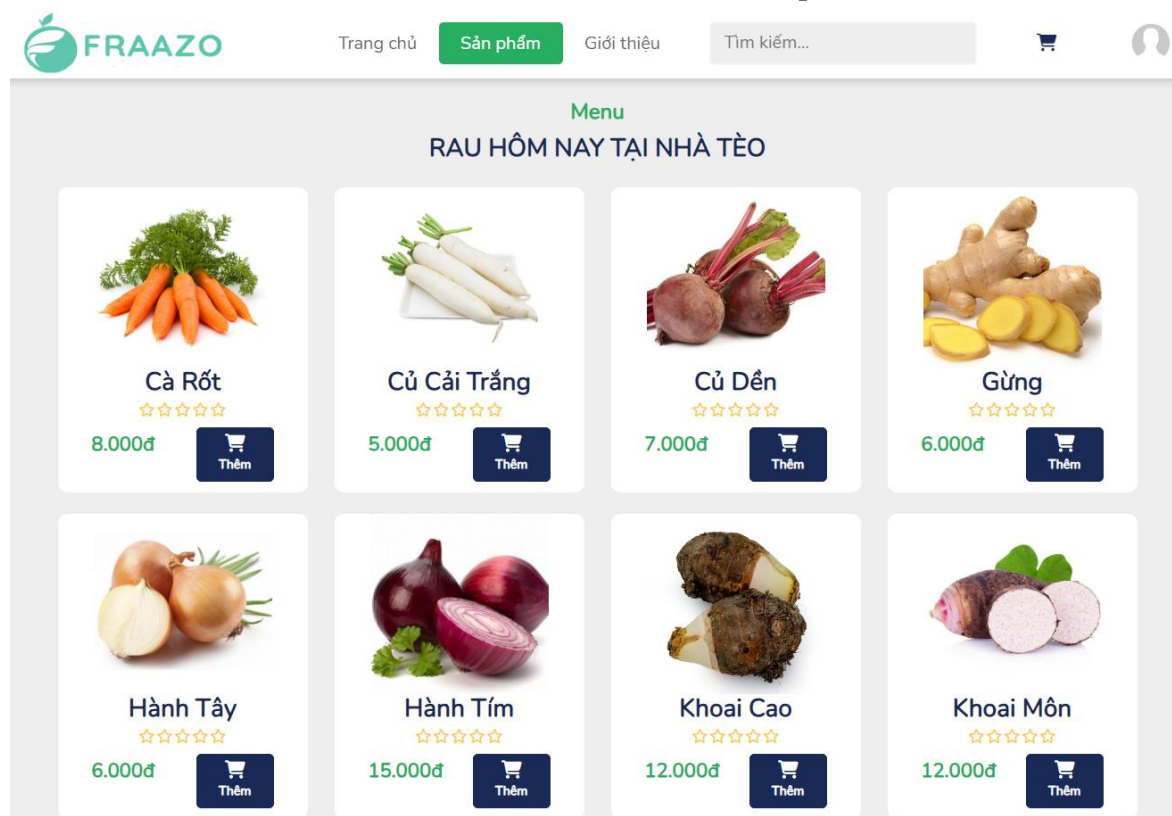 FRAAZO
Trang chủ Sản phẩm Giới thiệu Tìm kiếm...
Menu
RAU HÔM NAY TẠI NHÀ TÈO
Cà Rốt Củ Cải Trắng Củ Dền Gừng
8.000đ Thêm 5.000đ Thêm 7.000đ Thêm 6.000đ Thêm
Hành Tây Hành Tím Khoai Cao Khoai Môn
6.000đ Thêm 15.000đ Thêm 12.000đ Thêm 12.000đ Thêm